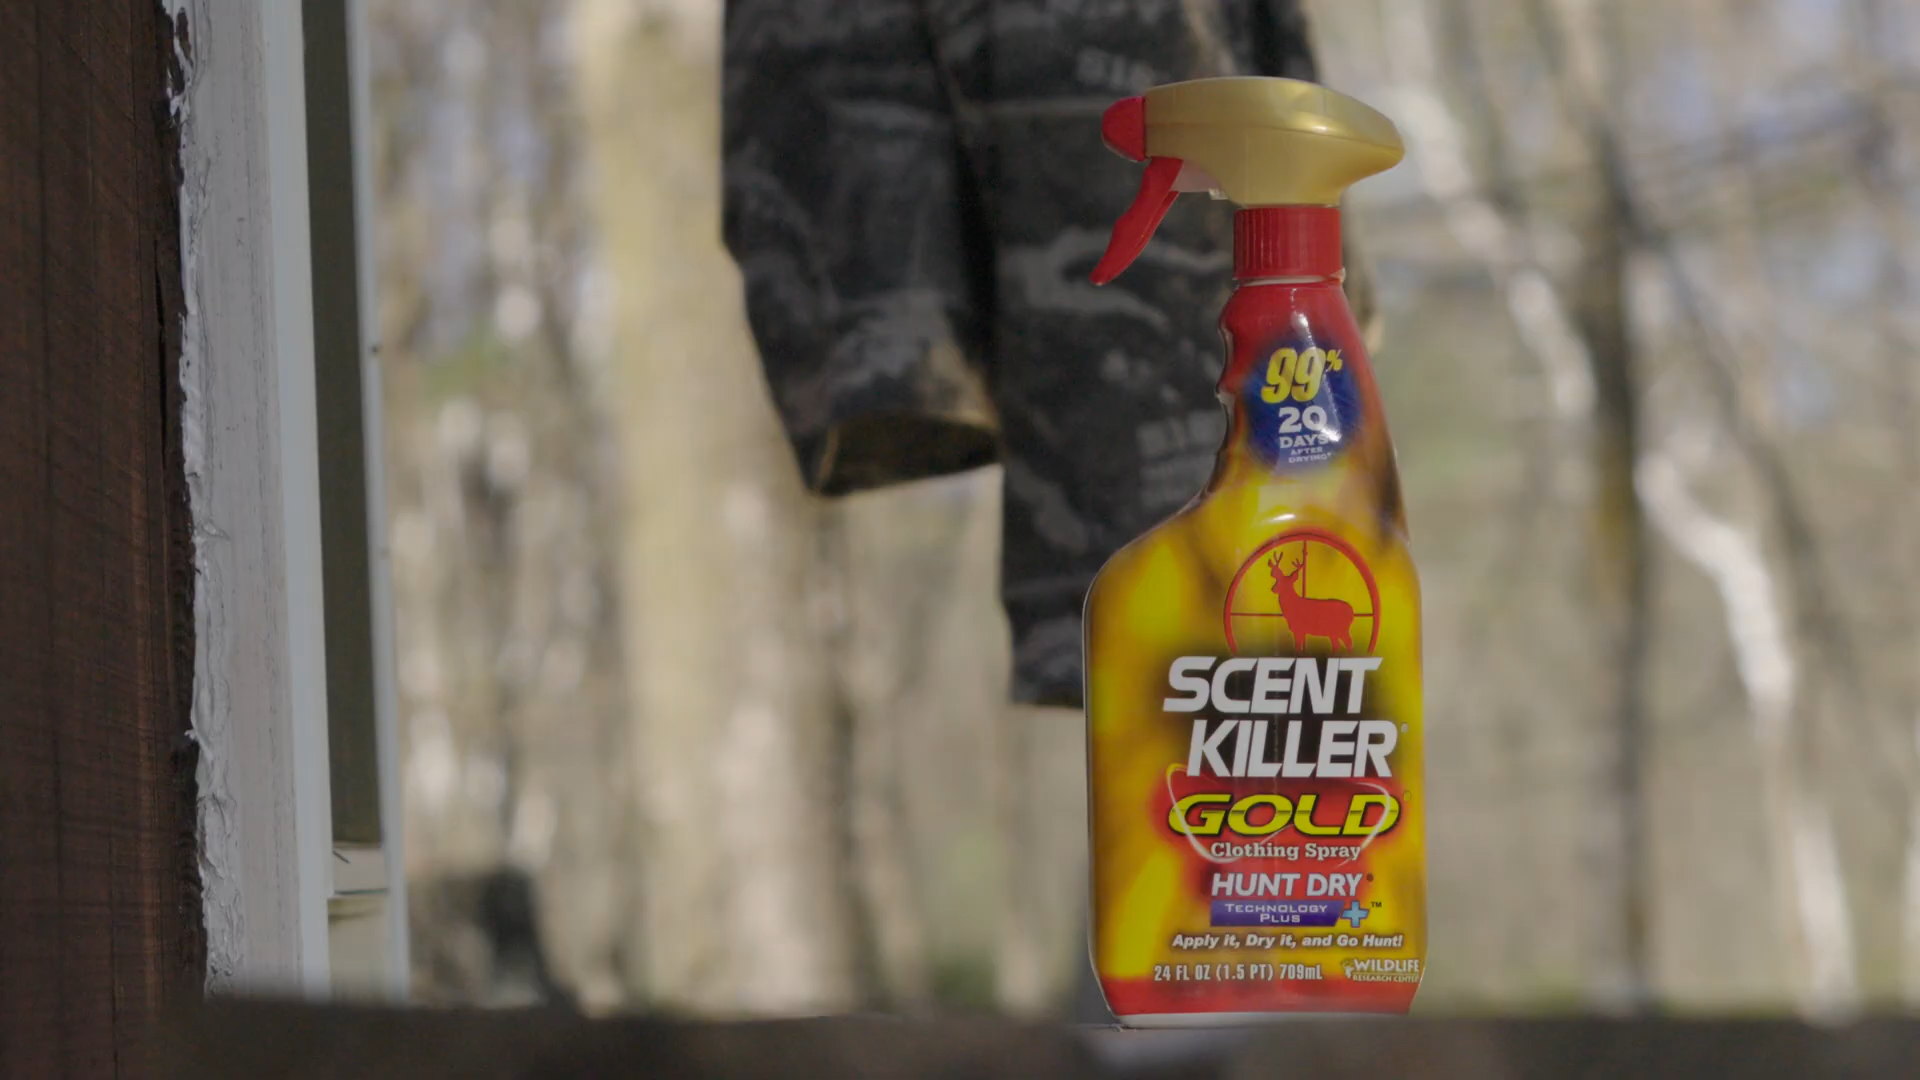 99%
20
DAYS
AFTER
DRYING*
SCENT
KILLER®
GOLD®
Clothing Spray
HUNT DRY®
TECHNOLOGY
PLUS +™
Apply it, Dry it, and Go Hunt!
24 FL OZ (1.5 PT) 709mL
WILDLIFE
RESEARCH CENTER